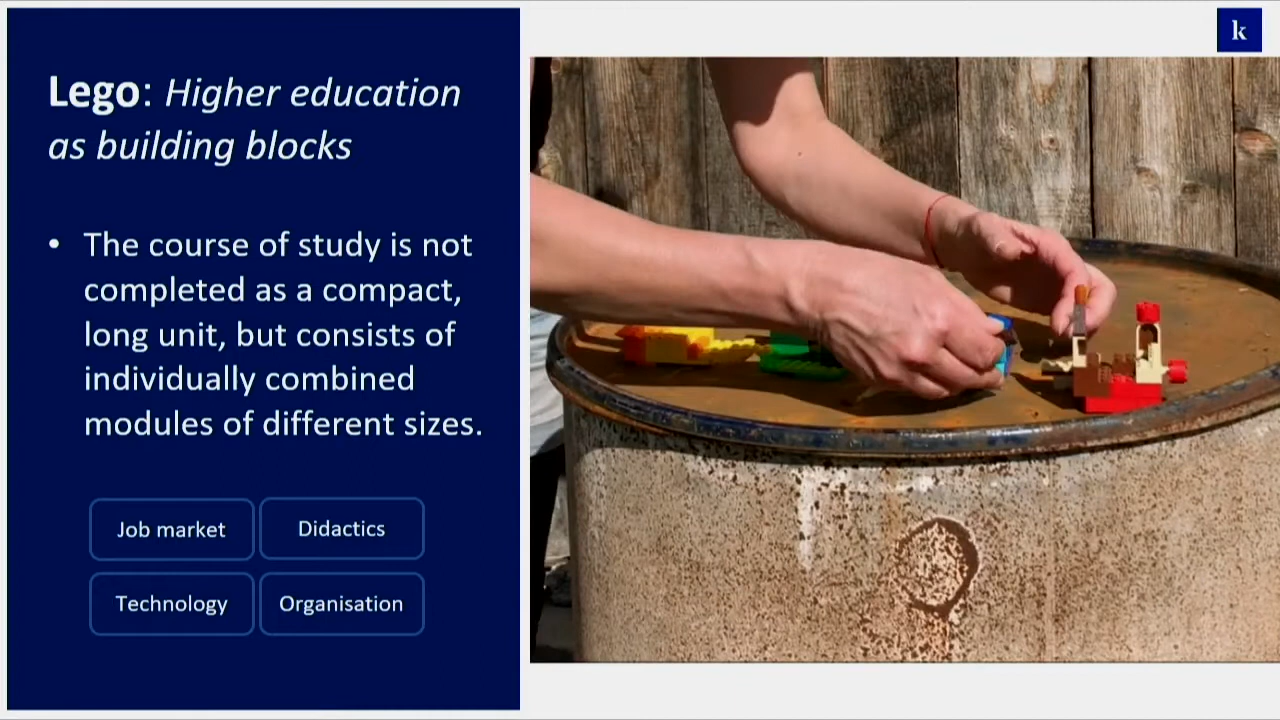 k
Lego: Higher education
as building blocks
• The course of study is not
completed as a compact,
long unit, but consists of
individually combined
modules of different sizes.
Job market
Didactics
Technology
Organisation